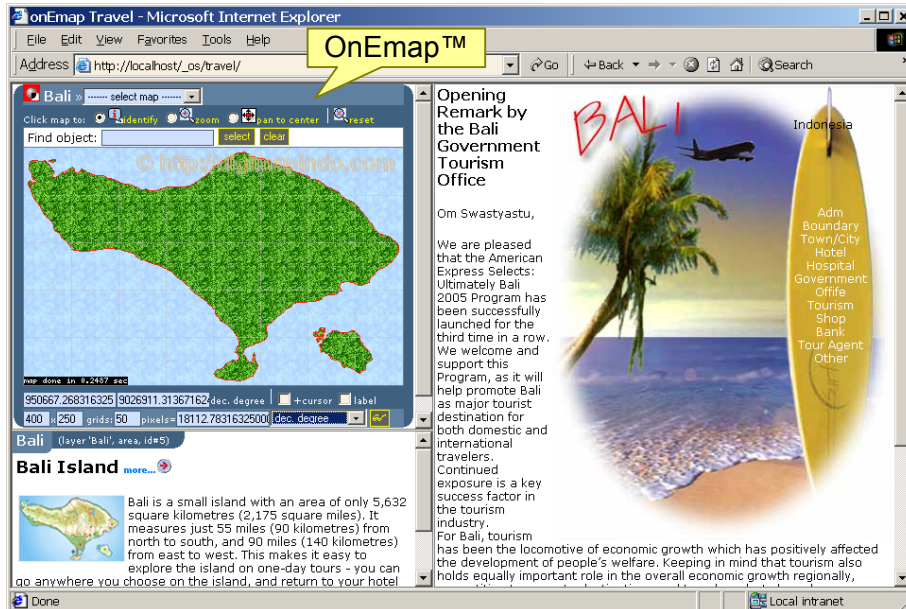 onEmap Travel - Microsoft Internet Explorer
File Edit View Favorites Tools Help
OnEmap™
Address http://localhost/_os/travel/ Go Back Search
Bali » ------- select map -------
Click map to: identify zoom pan to center reset
Find object: select clear
map done in 0.2487 sec
950667.268316325 9026911.313671624 dec. degree +cursor label
400 x 250 grids: 50 pixels= 18112.78316325000 dec. degree
Bali (layer 'Bali', area, id#5)
Bali Island more...
Bali is a small island with an area of only 5,632
square kilometres (2,175 square miles). It
measures just 55 miles (90 kilometres) from
north to south, and 90 miles (140 kilometres)
from east to west. This makes it easy to
explore the island on one-day tours - you can
go anywhere you choose on the island, and return to your hotel
Opening
Remark by
the Bali
Government
Tourism
Office
Om Swastyastu,
We are pleased
that the American
Express Selects:
Ultimately Bali
2005 Program has
been successfully
launched for the
third time in a row.
We welcome and
support this
Program, as it will
help promote Bali
as major tourist
destination for
both domestic and
international
travelers.
Continued
exposure is a key
success factor in
the tourism
industry.
For Bali, tourism
has been the locomotive of economic growth which has positively affected
the development of people's welfare. Keeping in mind that tourism also
holds equally important role in the overall economic growth regionally,
BALI
Indonesia
Adm
Boundary
Town/City
Hotel
Hospital
Government
Offife
Tourism
Shop
Bank
Tour Agent
Other
Done
Local intranet